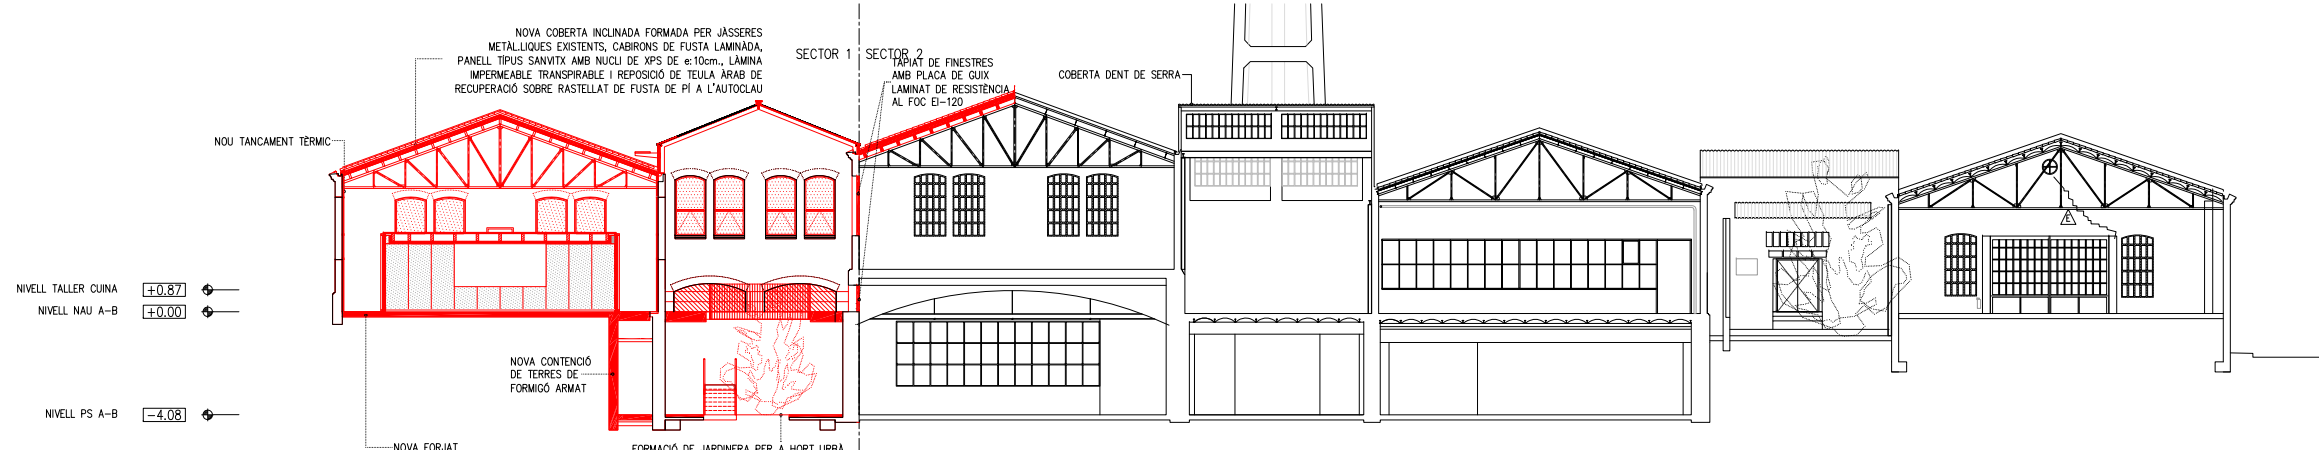 NOVA COBERTA INCLINADA FORMADA PER JÀSSERES
METÀL.LIQUES EXISTENTS, CABIRONS DE FUSTA LAMINADA,
PANELL TÍPUS SANVITX AMB NUCLI DE XPS DE e:10cm., LÀMINA
IMPERMEABLE TRANSPIRABLE I REPOSICIÓ DE TEULA ÀRAB DE
RECUPERACIÓ SOBRE RASTELLAT DE FUSTA DE PÍ A L'AUTOCLAU
SECTOR 1
SECTOR 2
TAPIAT DE FINESTRES
AMB PLACA DE GUIX
LAMINAT DE RESISTÈNCIA
AL FOC EI-120
COBERTA DENT DE SERRA
NOU TANCAMENT TÈRMIC
E
NIVELL TALLER CUINA +0.87
NIVELL NAU A-B +0.00
NOVA CONTENCIÓ
DE TERRES DE
FORMIGÓ ARMAT
NIVELL PS A-B -4.08
NOVA FORJAT
FORMACIÓ DE JARDINERA PER A HORT URBÀ